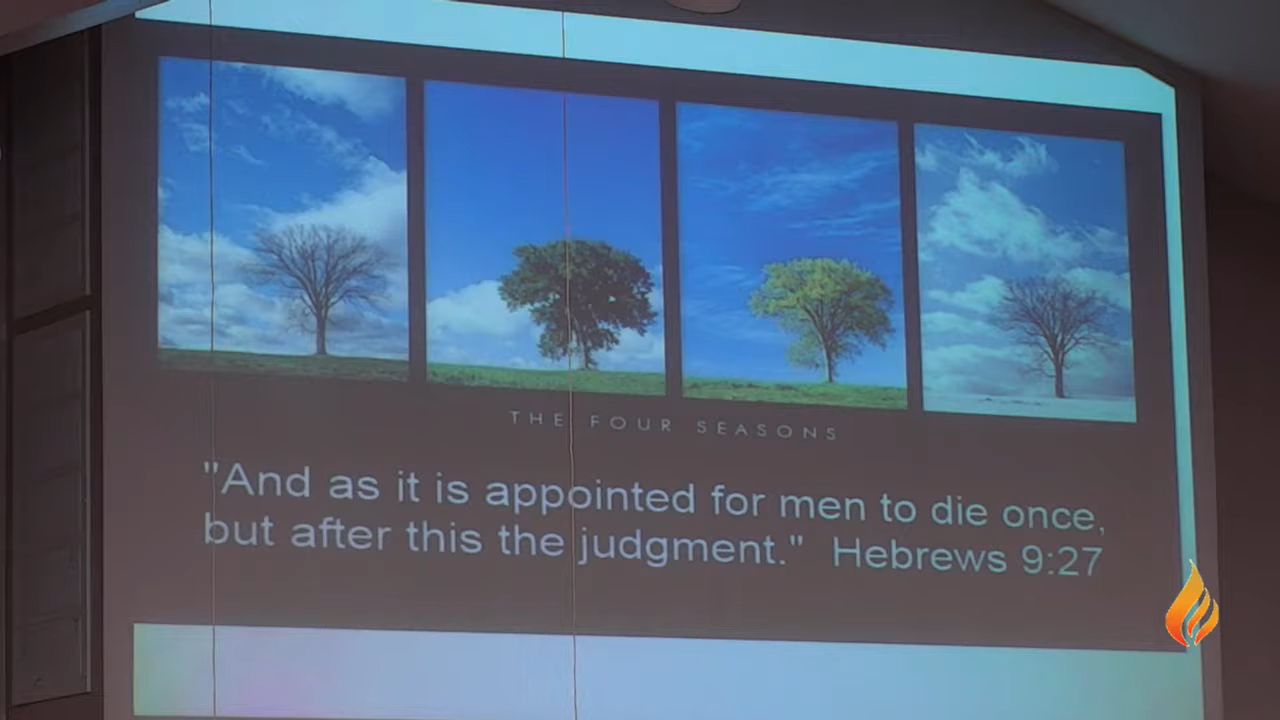 THE FOUR SEASONS
"And as it is appointed for men to die once,
but after this the judgment." Hebrews 9:27